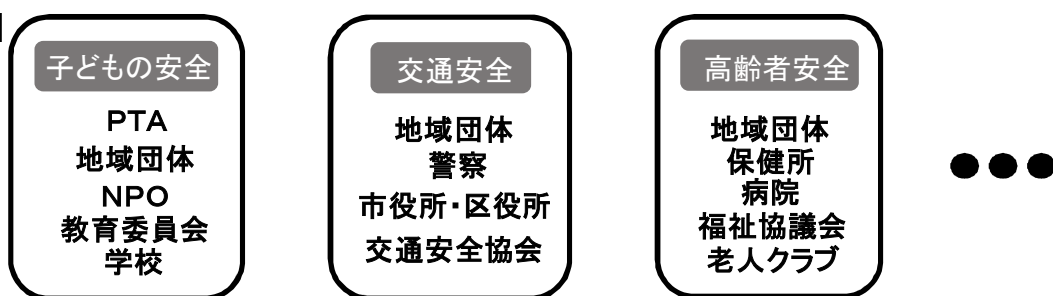 子どもの安全
PTA
地域団体
NPO
教育委員会
学校
交通安全
地域団体
警察
市役所・区役所
交通安全協会
高齢者安全
地域団体
保健所
病院
福祉協議会
老人クラブ
●●●